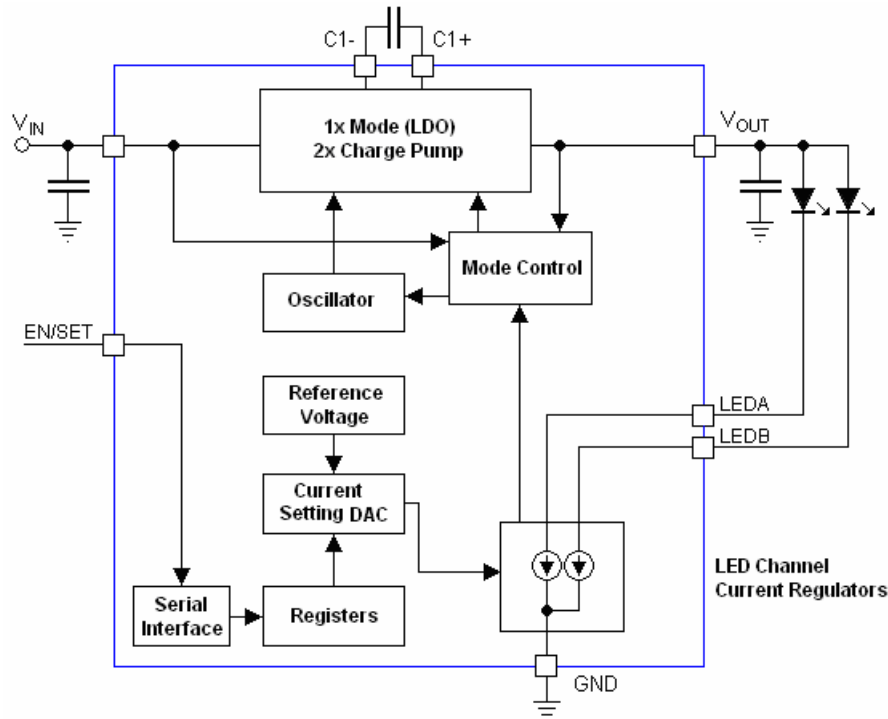 C1- C1+
VIN
1x Mode (LDO)
2x Charge Pump
VOUT
Mode Control
Oscillator
EN/SET
Reference
Voltage
LEDA
LEDB
Current
Setting DAC
LED Channel
Current Regulators
Serial
Interface
Registers
GND